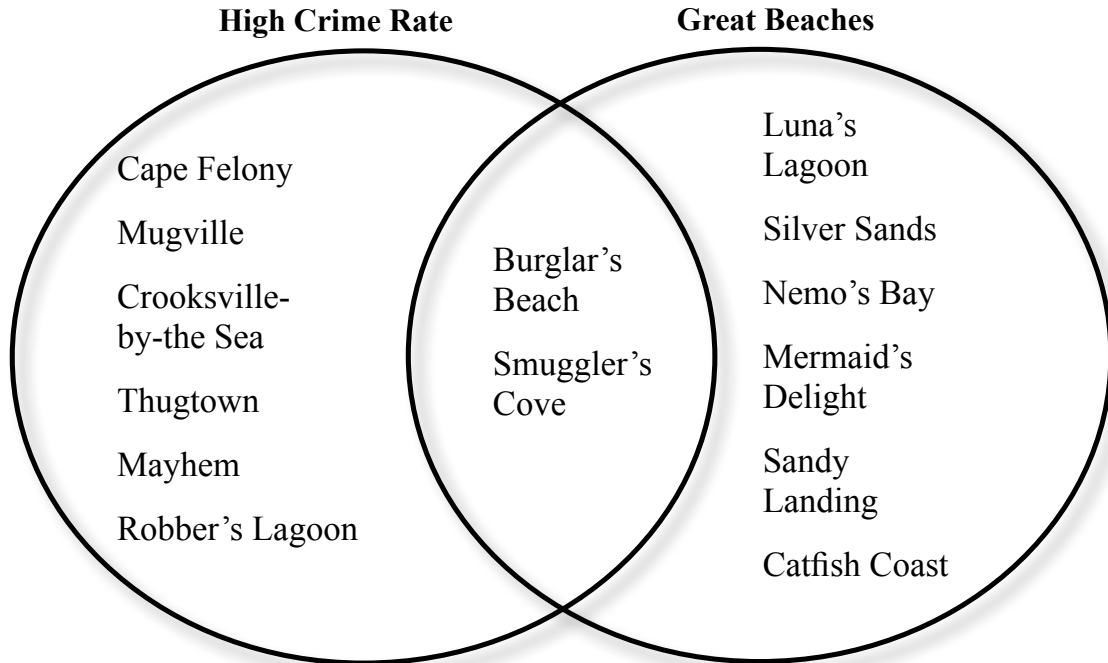 High Crime Rate
Great Beaches
Cape Felony
Mugville
Crooksville-
by-the Sea
Thugtown
Mayhem
Robber’s Lagoon
Burglar’s
Beach
Smuggler’s
Cove
Luna’s
Lagoon
Silver Sands
Nemo’s Bay
Mermaid’s
Delight
Sandy
Landing
Catfish Coast